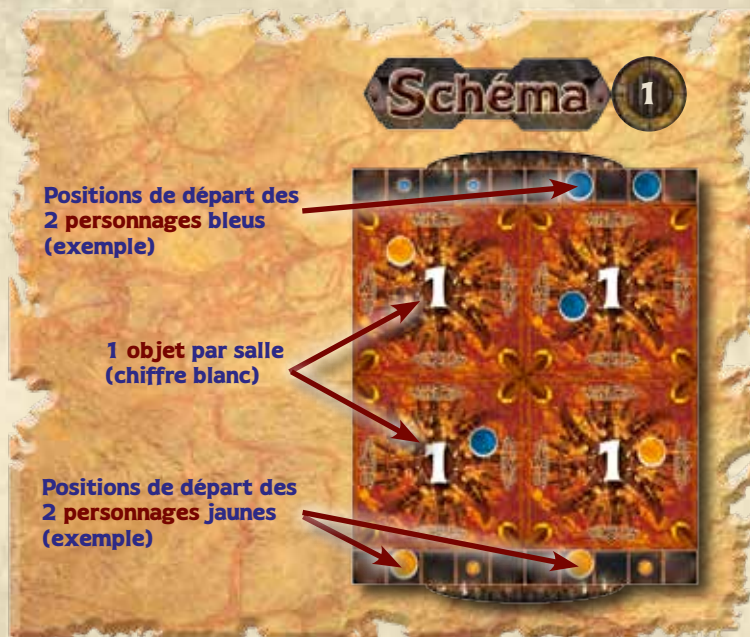 Schéma 1
Positions de départ des
2 personnages bleus
(exemple)
1 1
1 objet par salle
(chiffre blanc)
1 1
Positions de départ des
2 personnages jaunes
(exemple)